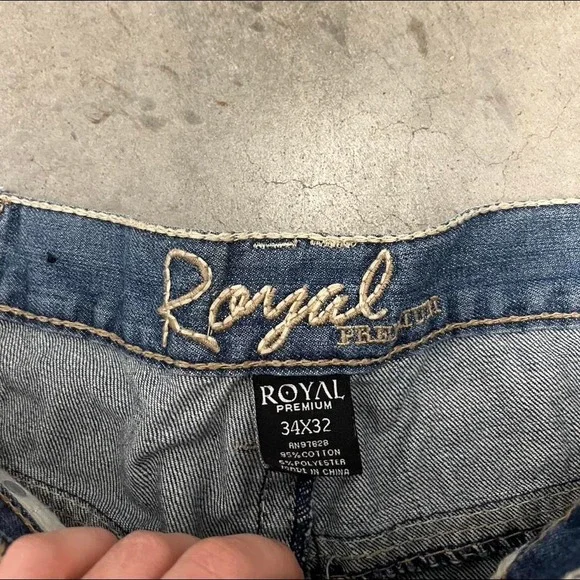 Royal
PREMIUM
ROYAL
PREMIUM
34X32
RN97828
95%COTTON
5%POLYESTER
MADE IN CHINA